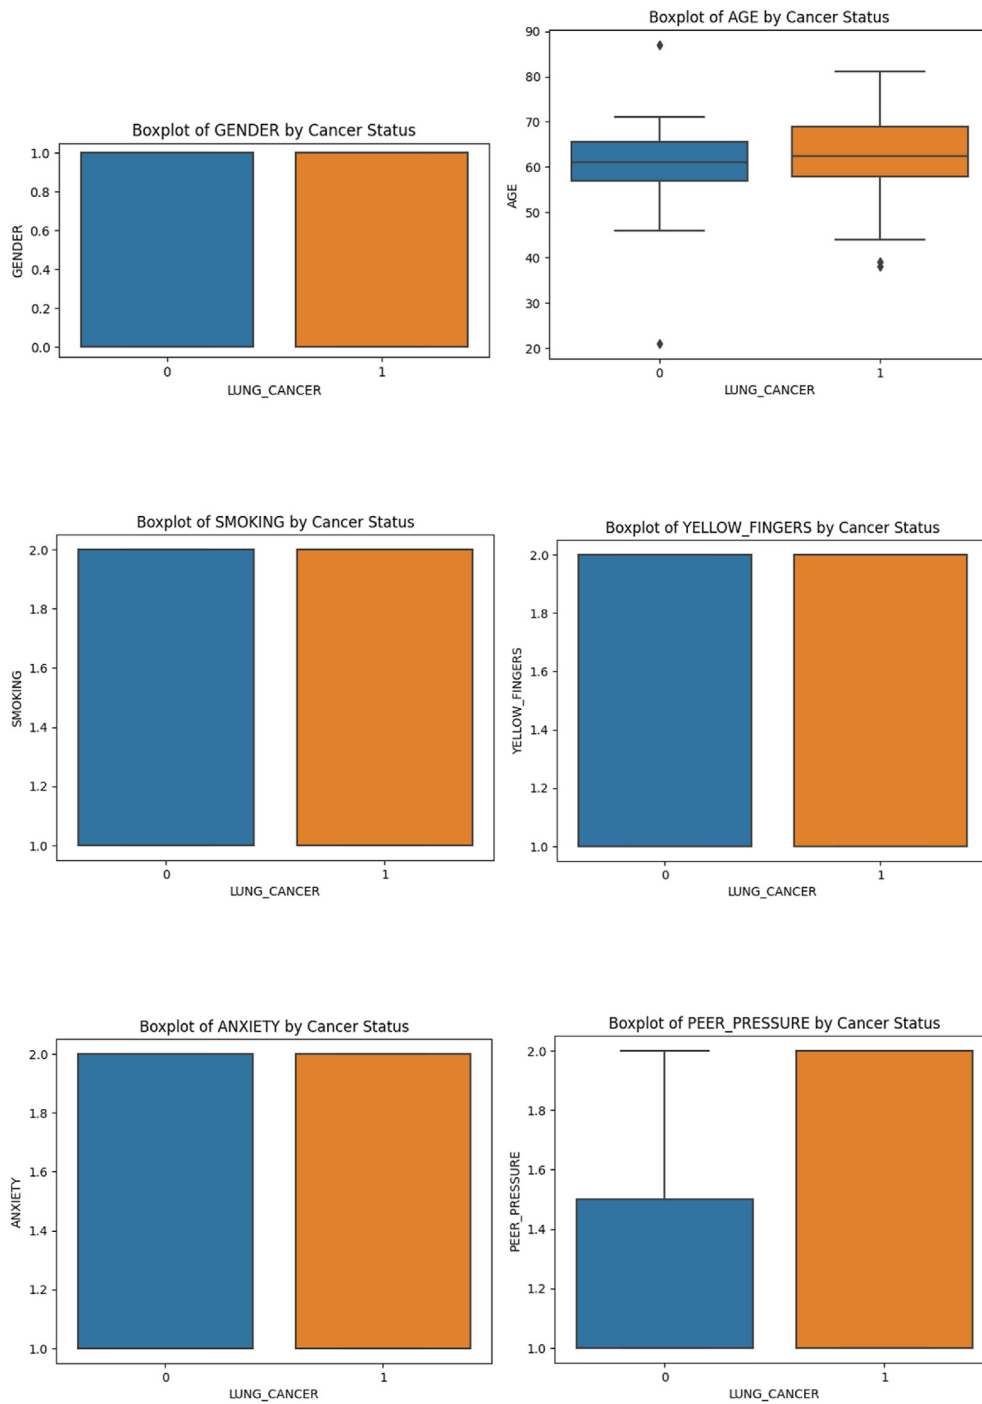 Boxplot of AGE by Cancer Status
90
80
70
60
50
40
30
20
AGE
0
1
LUNG_CANCER
Boxplot of GENDER by Cancer Status
1.0
0.8
0.6
0.4
0.2
0.0
GENDER
0
1
LUNG_CANCER
Boxplot of SMOKING by Cancer Status
2.0
1.8
1.6
1.4
1.2
1.0
SMOKING
0
1
LUNG_CANCER
Boxplot of YELLOW_FINGERS by Cancer Status
2.0
1.8
1.6
1.4
1.2
1.0
YELLOW_FINGERS
0
1
LUNG_CANCER
Boxplot of ANXIETY by Cancer Status
2.0
1.8
1.6
1.4
1.2
1.0
ANXIETY
0
1
LUNG_CANCER
Boxplot of PEER_PRESSURE by Cancer Status
2.0
1.8
1.6
1.4
1.2
1.0
PEER_PRESSURE
0
1
LUNG_CANCER